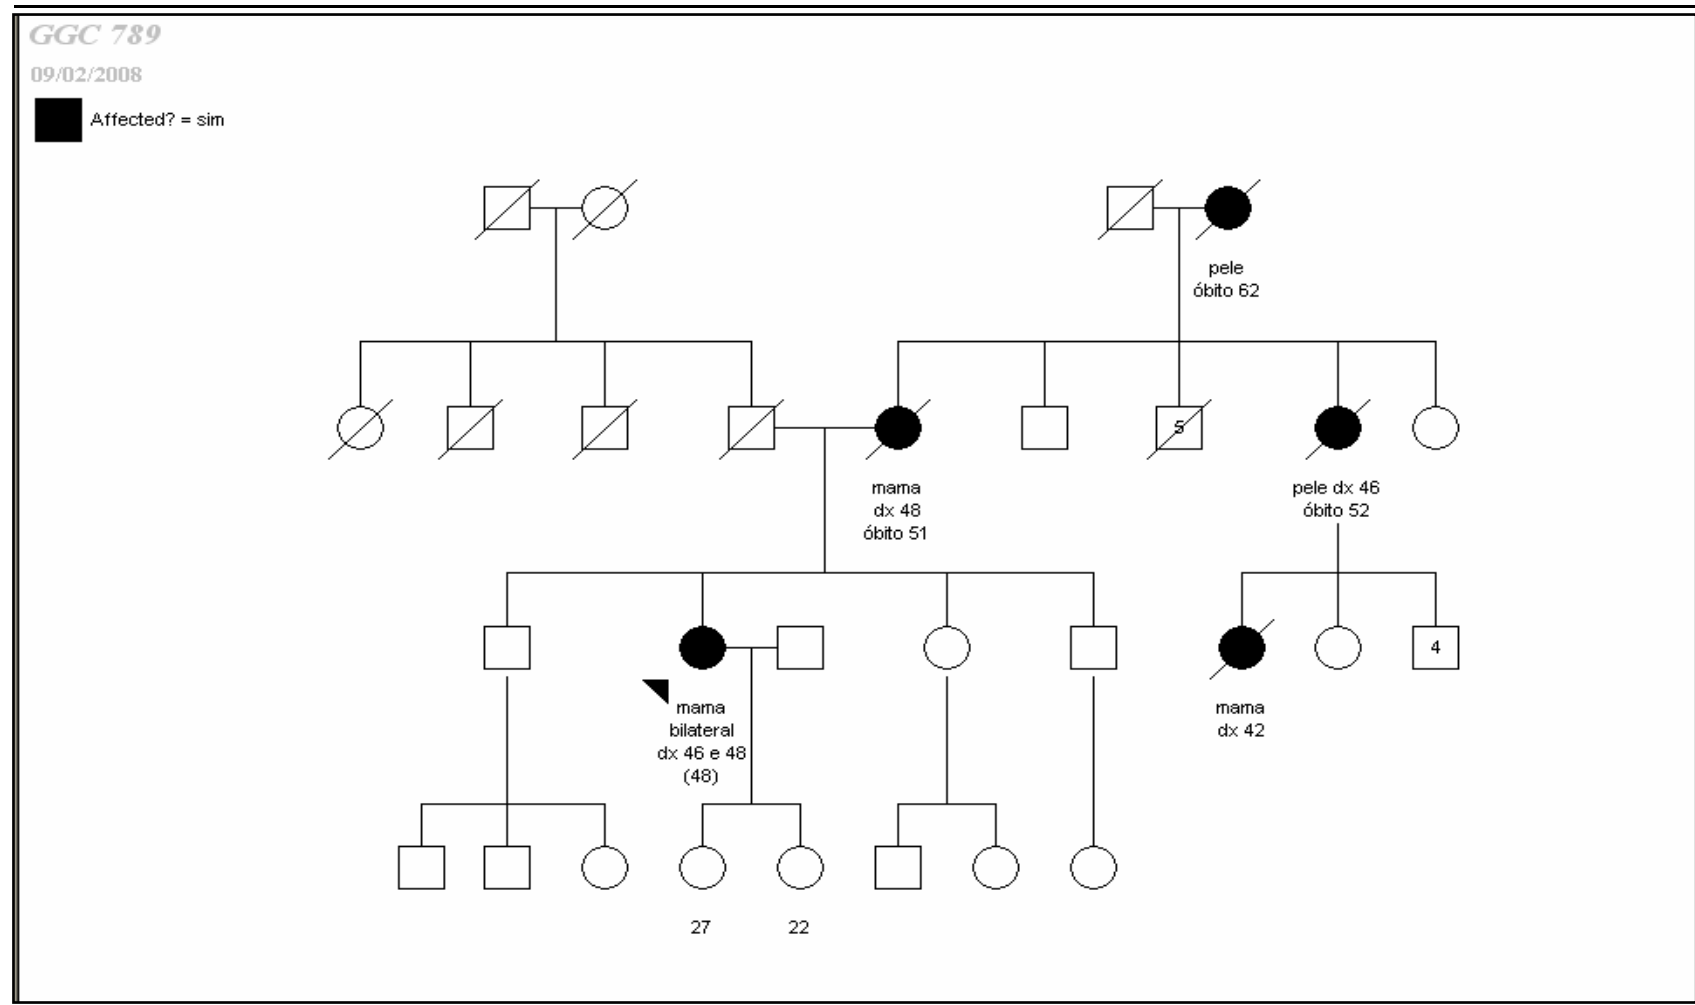 GGC 789
09/02/2008
Affected? = sim
pele
óbito 62
5
mama
dx 48
óbito 51
pele dx 46
óbito 52
4
mama
bilateral
dx 46 e 48
(48)
mama
dx 42
27
22